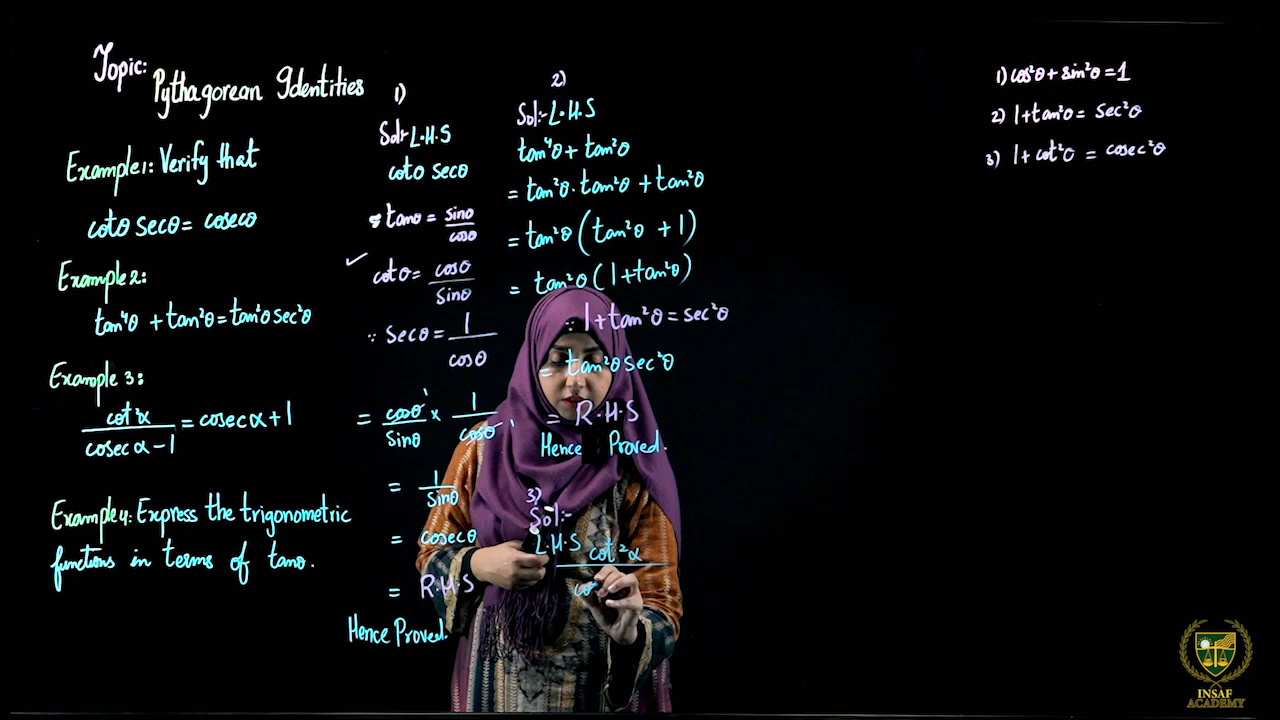 Topic: Pythagorean Identities
Example 1: Verify that
cotθ secθ = cosecθ
Example 2:
tan⁴θ + tan²θ = tan²θ sec²θ
Example 3:
cot²α
cosec α - 1
= cosec α + 1
Example 4: Express the trigonometric
functions in terms of tanθ.
1)
Sol:- L.H.S
cotθ secθ
∵ tanθ = sinθ/cosθ
✓ cotθ = cosθ/sinθ
∵ secθ = 1/cosθ
= cosθ/sinθ × 1/cosθ
= 1/sinθ
= cosecθ
= R.H.S
Hence Proved.
2)
Sol:- L.H.S
tan⁴θ + tan²θ
= tan²θ . tan²θ + tan²θ
= tan²θ (tan²θ + 1)
= tan²θ (1 + tan²θ)
∵ 1 + tan²θ = sec²θ
= tan²θ sec²θ
= R.H.S
Hence Proved.
3)
Sol:-
L.H.S cot²α
co
1) cos²θ + sin²θ = 1
2) 1 + tan²θ = sec²θ
3) 1 + cot²θ = cosec²θ
INSAF
ACADEMY